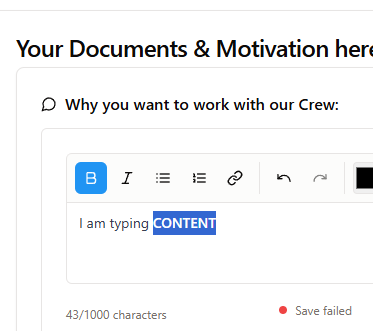 Your Documents & Motivation here
Why you want to work with our Crew:
B I
I am typing CONTENT
43/1000 characters
Save failed